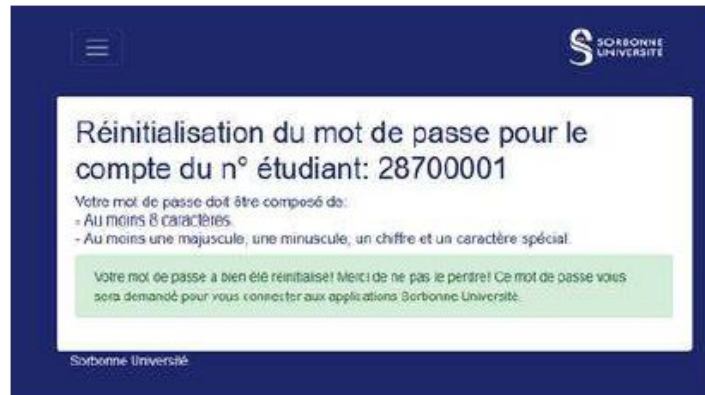 SORBONNE
UNIVERSITÉ
Réinitialisation du mot de passe pour le
compte du n° étudiant: 28700001
Votre mot de passe doit être composé de:
- Au moins 8 caractères.
- Au moins une majuscule, une minuscule, un chiffre et un caractère spécial.
Votre mot de passe a bien été réinitialisé! Merci de ne pas le perdre! Ce mot de passe vous
sera demandé pour vous connecter aux applications Sorbonne Université.
Sorbonne Université